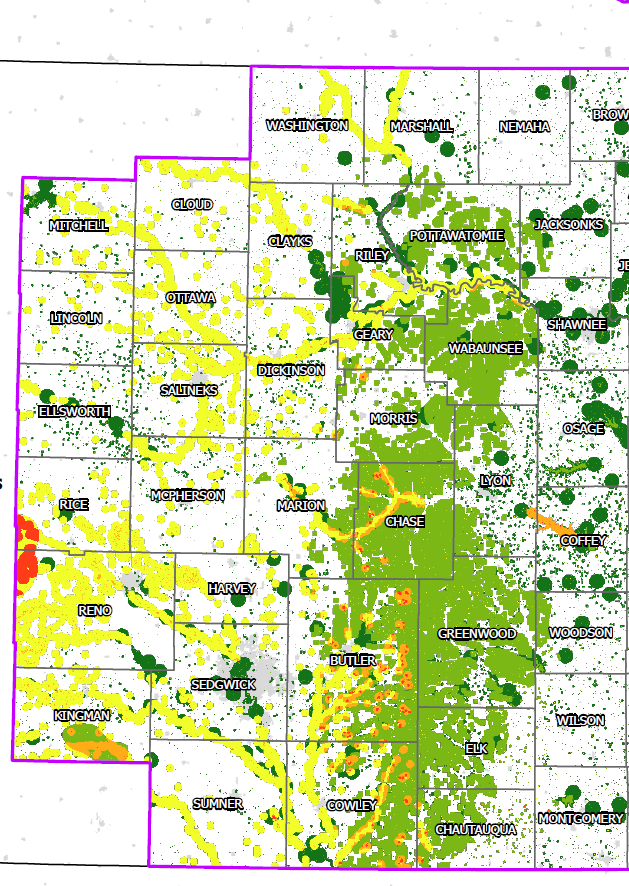 WASHINGTON
MARSHALL
NEMAHA
BROW
MITCHELL
CLOUD
CLAYKS
RILEY
POTTAWATOMIE
JACKSONKS
JE
LINCOLN
OTTAWA
GEARY
SHAWNEE
WABAUNSEE
DICKINSON
SALINEKS
ELLSWORTH
MORRIS
OSAGE
RICE
MCPHERSON
MARION
LYON
CHASE
COFFEY
RENO
HARVEY
BUTLER
GREENWOOD
WOODSON
SEDGWICK
KINGMAN
WILSON
ELK
SUMNER
COWLEY
CHAUTAUQUA
MONTGOMERY